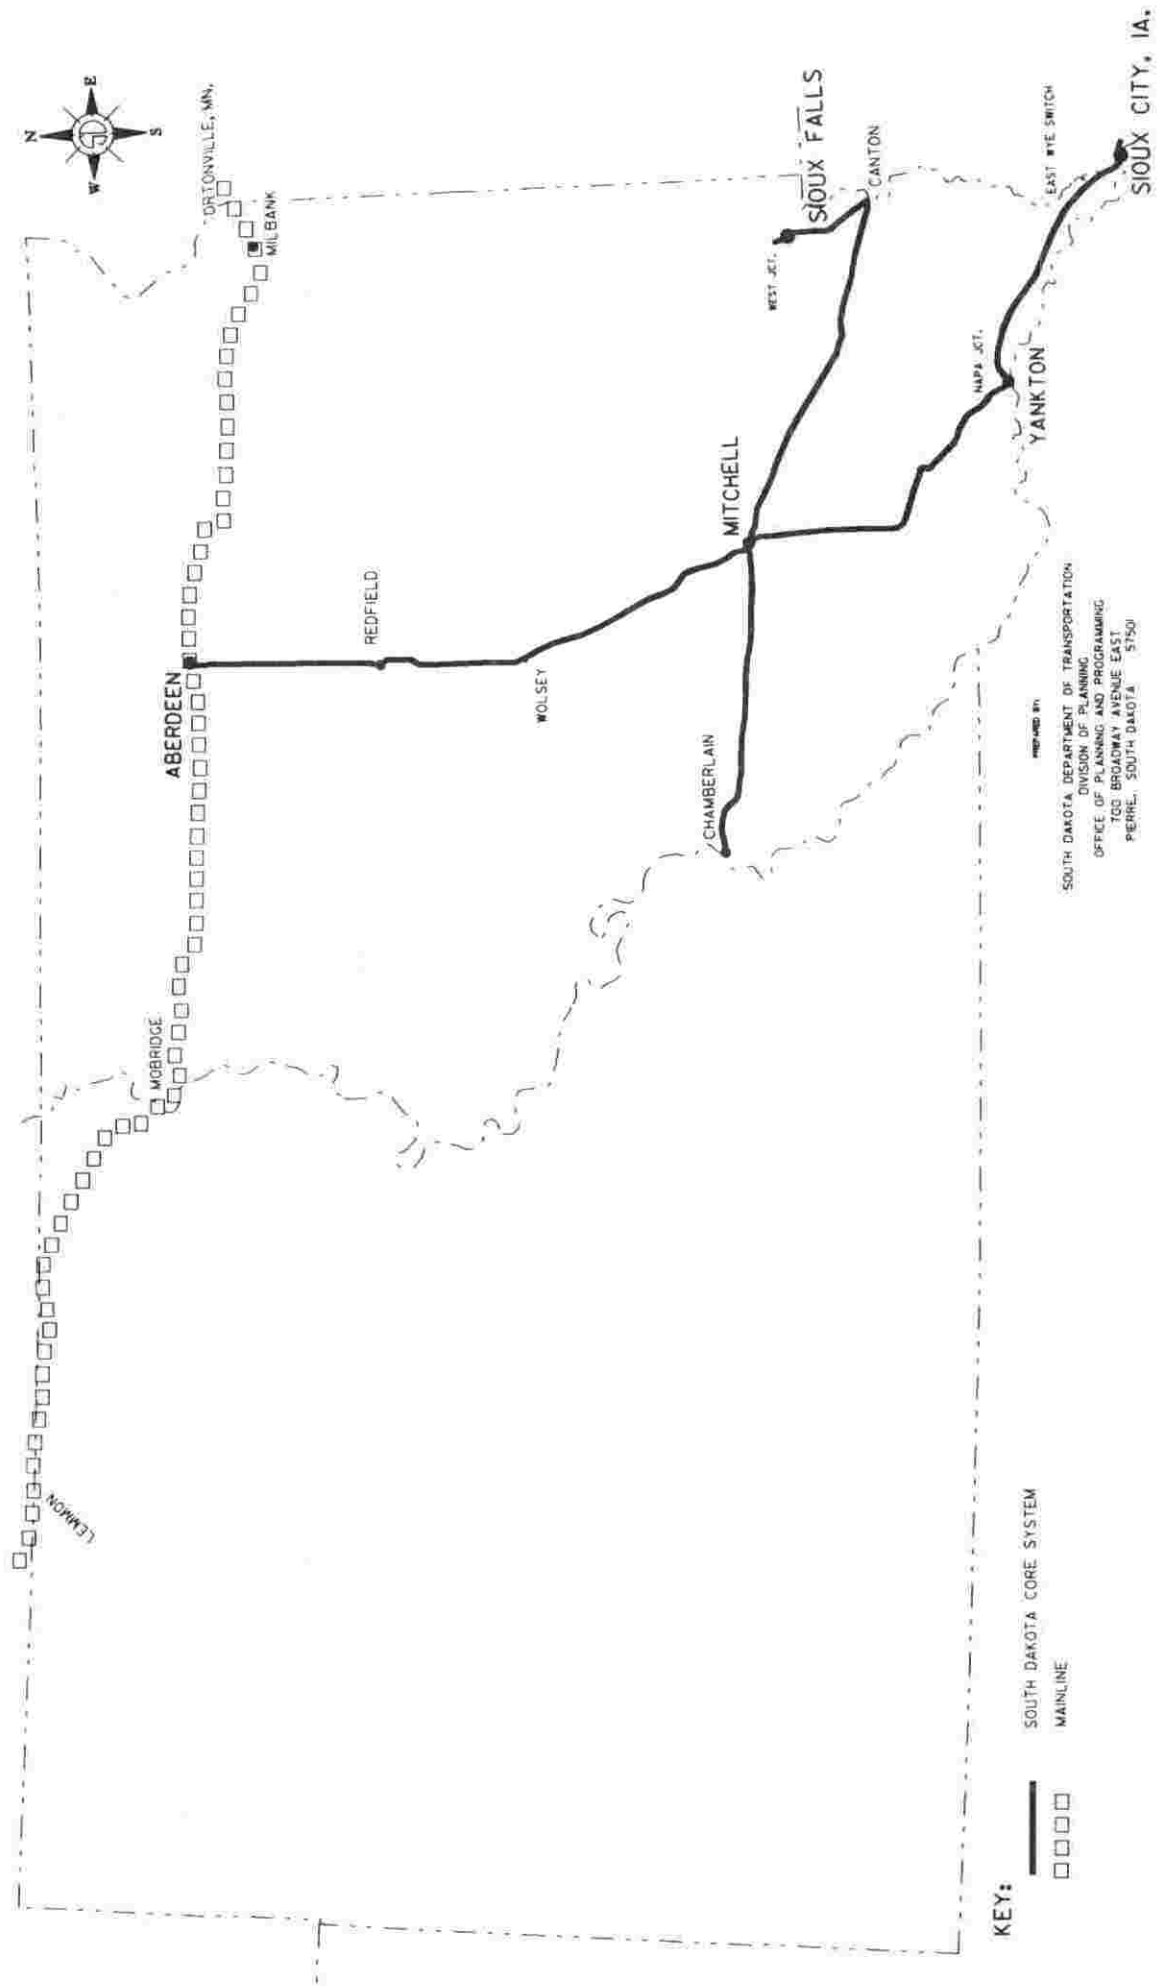 N
W
E
S
ORTONVILLE, MN.
MILBANK
ABERDEEN
MOBRIDGE
LEMMON
REDFIELD
WOLSEY
MITCHELL
CHAMBERLAIN
WEST JCT.
SIOUX FALLS
CANTON
NAPA JCT.
YANKTON
EAST WYE SWITCH
SIOUX CITY, IA.
KEY:
SOUTH DAKOTA CORE SYSTEM
MAINLINE
PREPARED BY:
SOUTH DAKOTA DEPARTMENT OF TRANSPORTATION
DIVISION OF PLANNING
OFFICE OF PLANNING AND PROGRAMMING
700 BROADWAY AVENUE EAST
PIERRE, SOUTH DAKOTA 57501